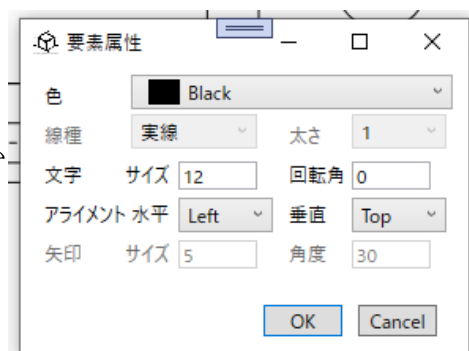 要素属性
色 Black
線種 実線 太さ 1
文字 サイズ 12 回転角 0
アライメント 水平 Left 垂直 Top
矢印 サイズ 5 角度 30
OK Cancel